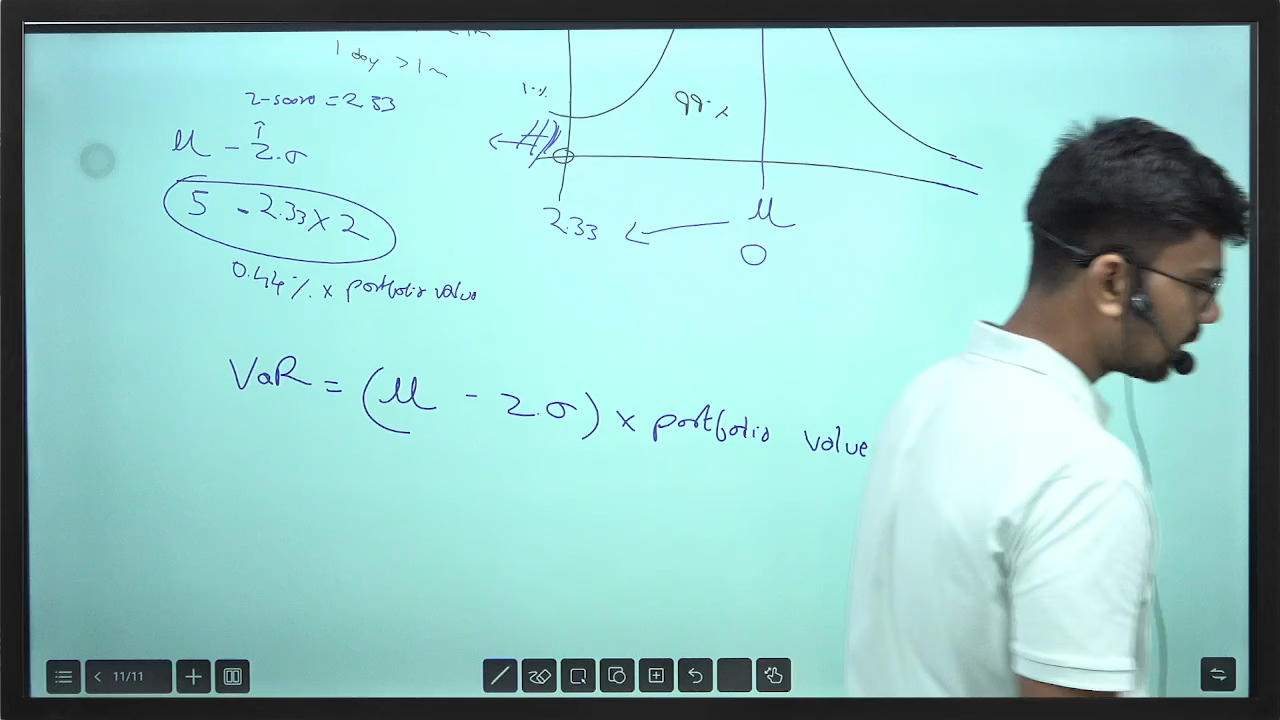 1 day > 1m
z-score = 2.33
1%
99%
μ - z.σ
5 - 2.33 x 2
2.33
μ
0
0.44% x portfolio value
VaR = (μ - z.σ) x portfolio value
11/11